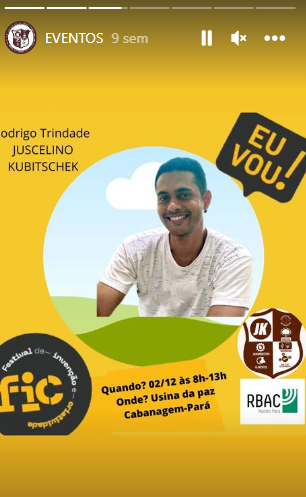 EVENTOS 9 sem
odrigo Trindade
JUSCELINO
KUBITSCHEK
EU
VOU!
Festival de invenção e criatividade
fic
Quando? 02/12 às 8h-13h
Onde? Usina da paz
Cabanagem-Pará
JK
RBAC